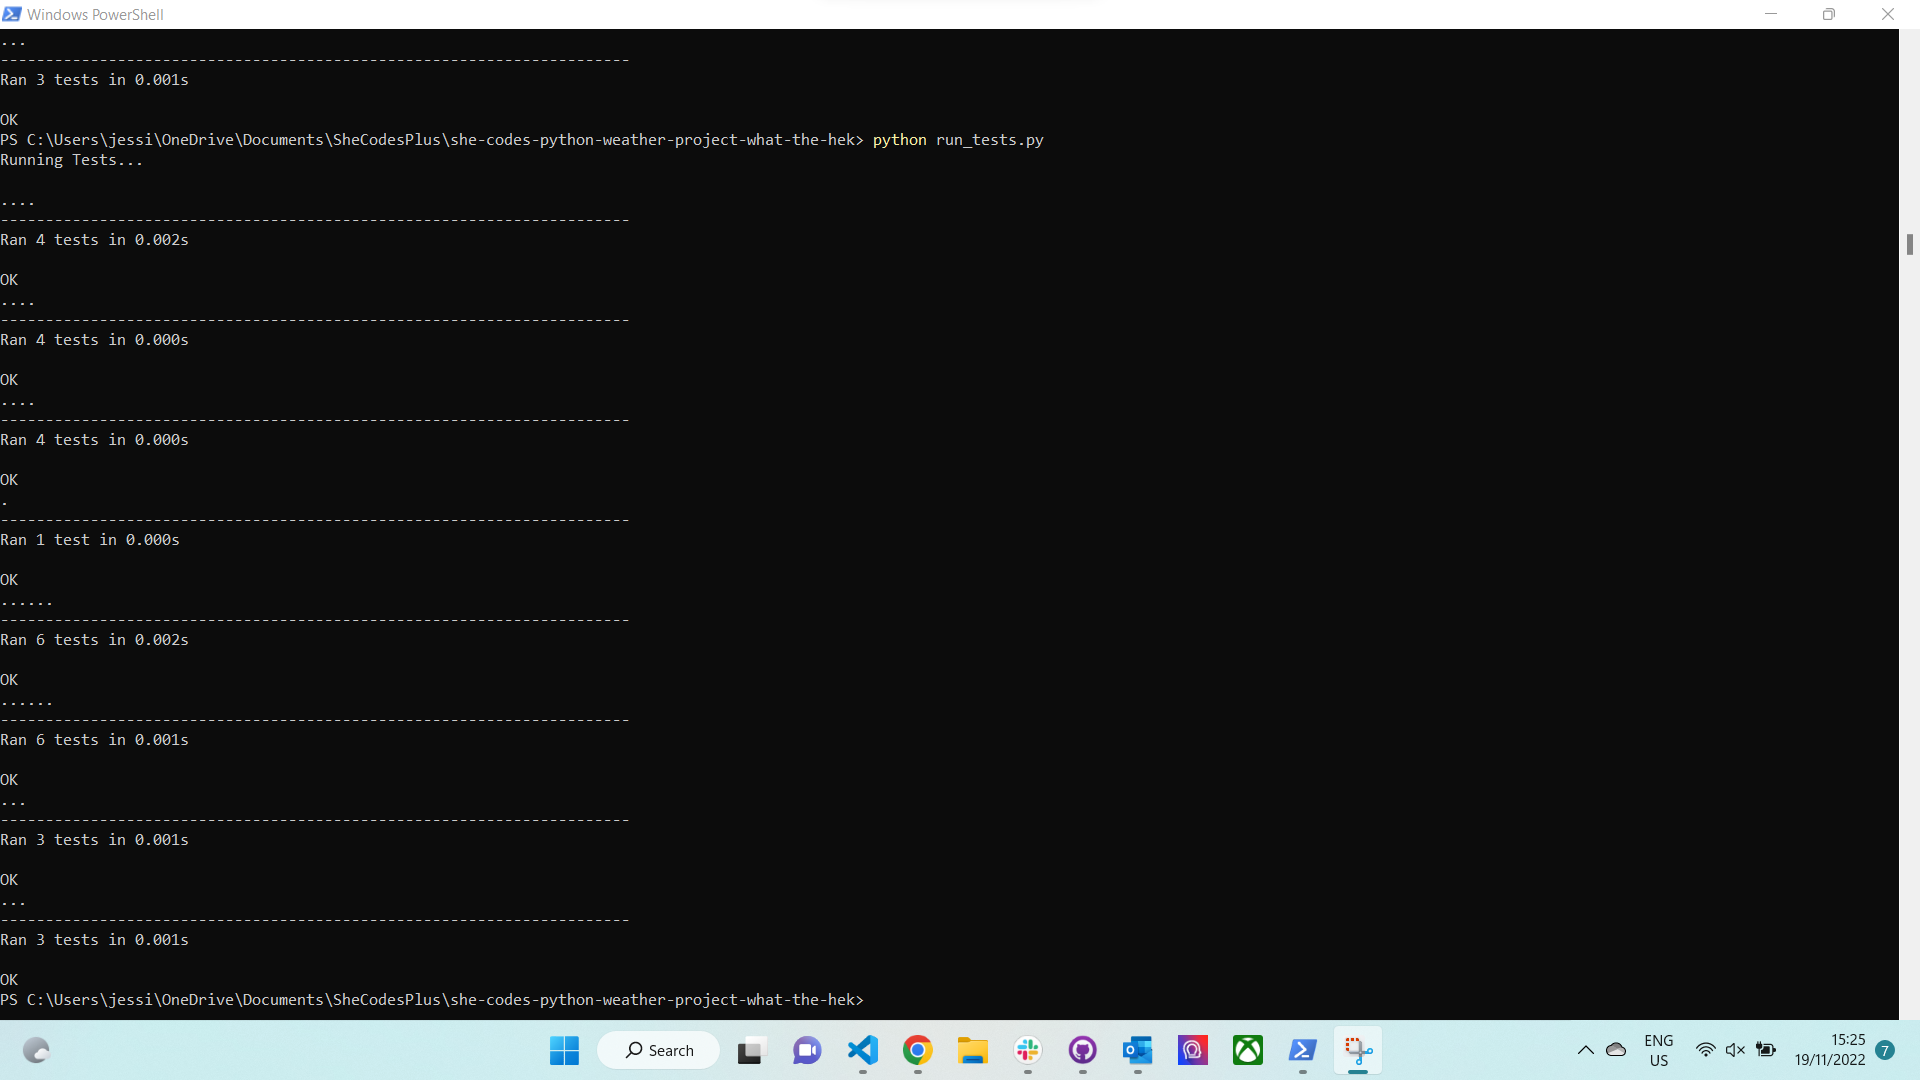 Windows PowerShell
...
----------------------------------------------------------------------
Ran 3 tests in 0.001s
OK
PS C:\Users\jessi\OneDrive\Documents\SheCodesPlus\she-codes-python-weather-project-what-the-hek> python run_tests.py
Running Tests...
....
----------------------------------------------------------------------
Ran 4 tests in 0.002s
OK
....
----------------------------------------------------------------------
Ran 4 tests in 0.000s
OK
....
----------------------------------------------------------------------
Ran 4 tests in 0.000s
OK
.
----------------------------------------------------------------------
Ran 1 test in 0.000s
OK
......
----------------------------------------------------------------------
Ran 6 tests in 0.002s
OK
......
----------------------------------------------------------------------
Ran 6 tests in 0.001s
OK
...
----------------------------------------------------------------------
Ran 3 tests in 0.001s
OK
...
----------------------------------------------------------------------
Ran 3 tests in 0.001s
OK
PS C:\Users\jessi\OneDrive\Documents\SheCodesPlus\she-codes-python-weather-project-what-the-hek>
Search
ENG
US
15:25
19/11/2022
7